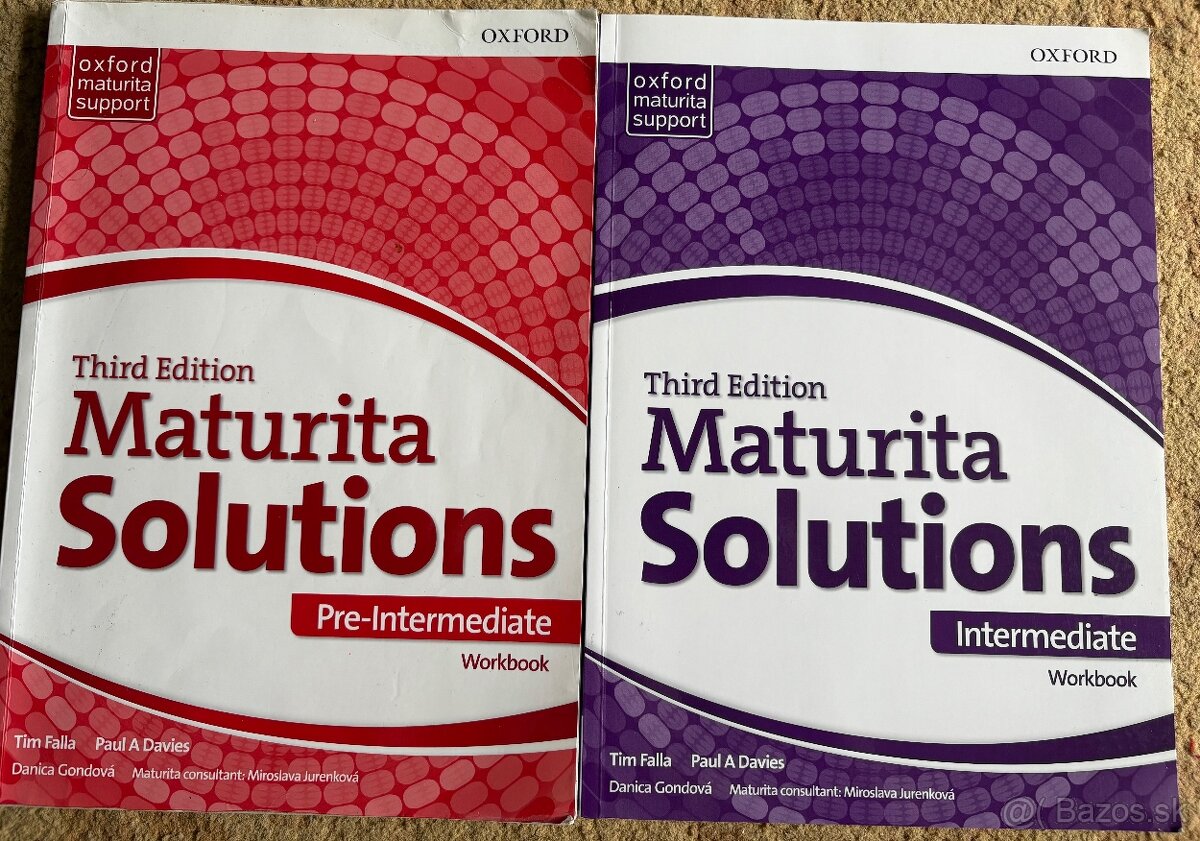 OXFORD
oxford
maturita
support
Third Edition
Maturita
Solutions
Pre-Intermediate
Workbook
Tim Falla Paul A Davies
Danica Gondová Maturita consultant: Miroslava Jurenková
OXFORD
oxford
maturita
support
Third Edition
Maturita
Solutions
Intermediate
Workbook
Tim Falla Paul A Davies
Danica Gondová Maturita consultant: Miroslava Jurenková
Bazos.sk